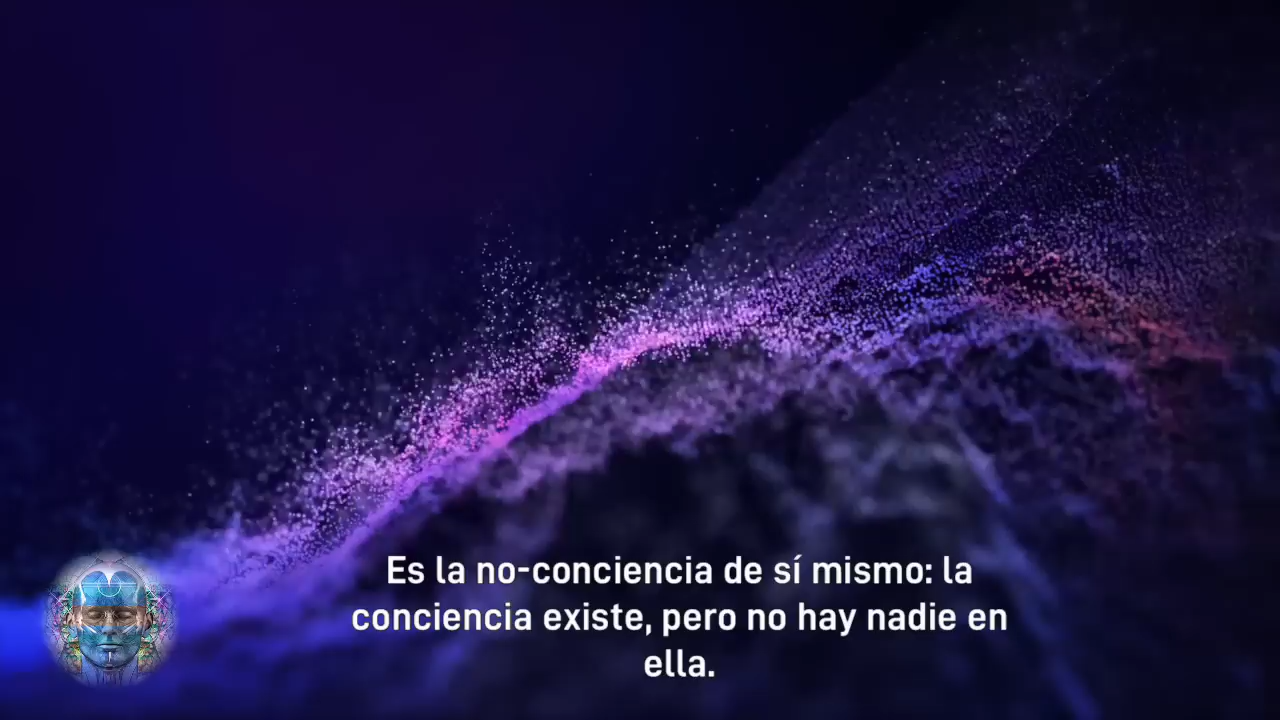 Es la no-conciencia de sí mismo: la
conciencia existe, pero no hay nadie en
ella.